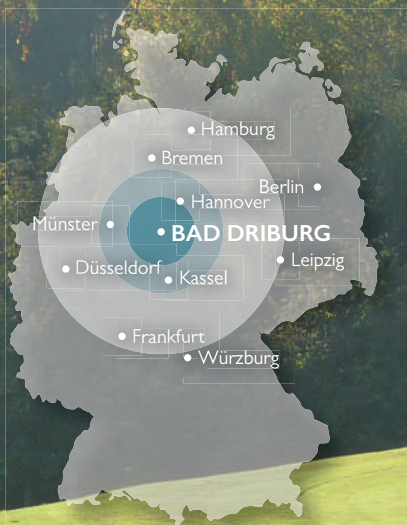 Hamburg
Bremen
Berlin
Hannover
Münster
BAD DRIBURG
Leipzig
Düsseldorf
Kassel
Frankfurt
Würzburg